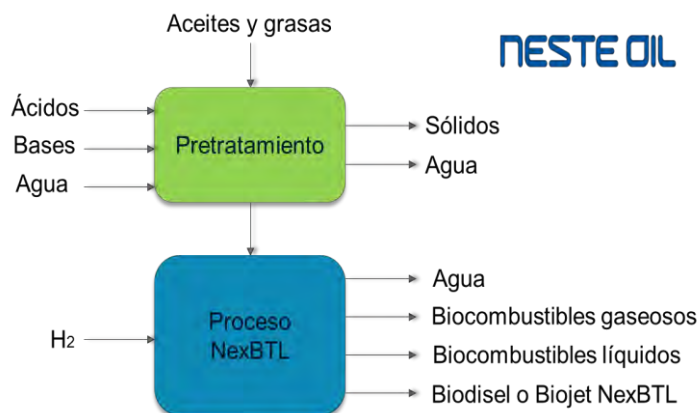 Aceites y grasas
NESTE OIL
Ácidos
Bases
Agua
Pretratamiento
Sólidos
Agua
H2
Proceso
NexBTL
Agua
Biocombustibles gaseosos
Biocombustibles líquidos
Biodisel o Biojet NexBTL